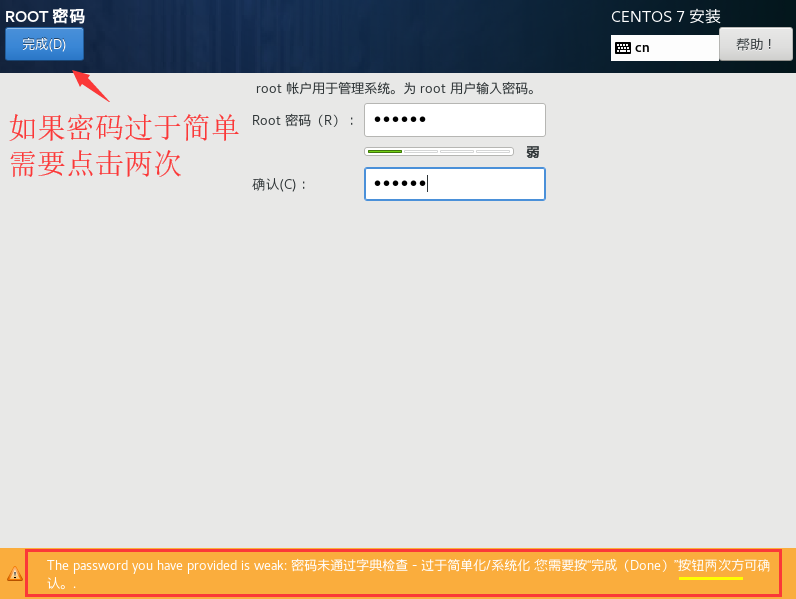 ROOT 密码
CENTOS 7 安装
完成(D)
cn
帮助！
root 帐户用于管理系统。为 root 用户输入密码。
Root 密码（R）：
••••••
弱
确认(C)：
••••••
如果密码过于简单
需要点击两次
The password you have provided is weak: 密码未通过字典检查 - 过于简单化/系统化 您需要按“完成（Done）”按钮两次方可确
认。.